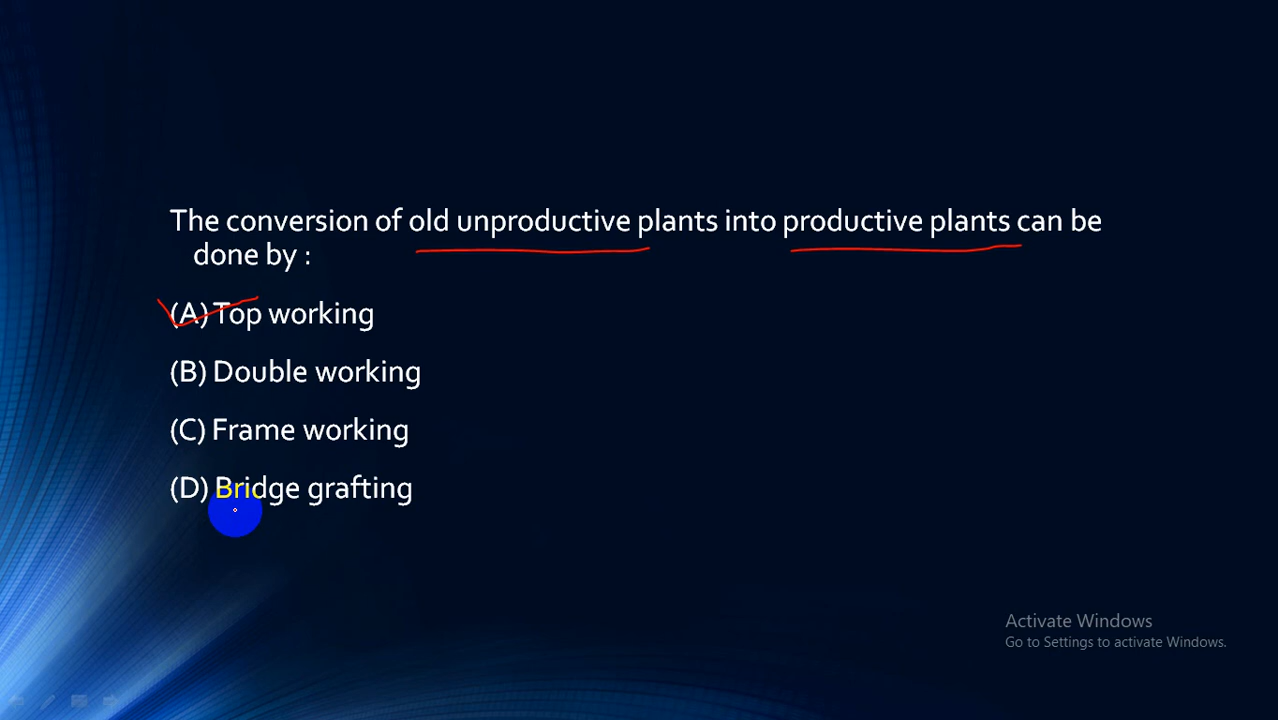 The conversion of old unproductive plants into productive plants can be
done by :
(A) Top working
(B) Double working
(C) Frame working
(D) Bridge grafting
Activate Windows
Go to Settings to activate Windows.